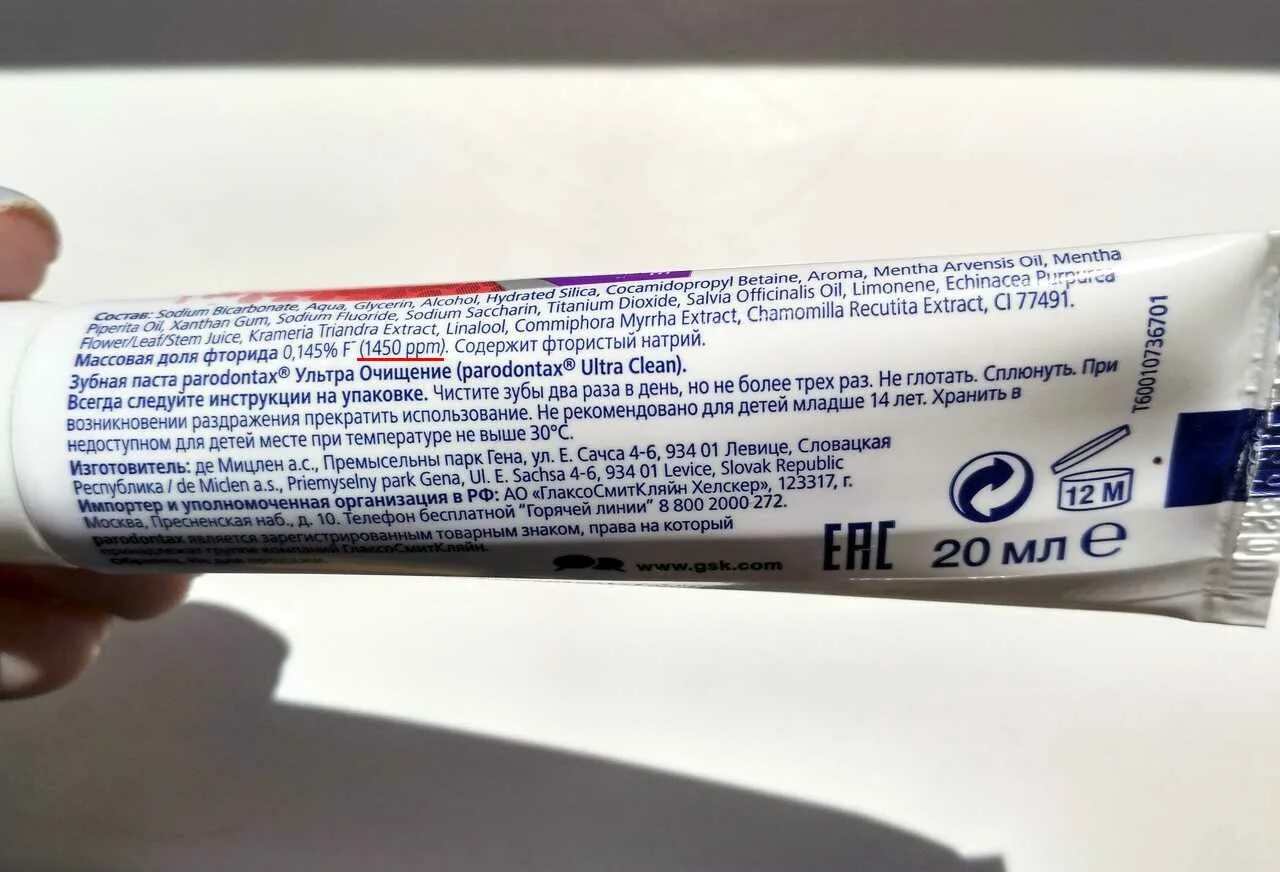 Состав: Sodium Bicarbonate, Aqua, Glycerin, Alcohol, Hydrated Silica, Cocamidopropyl Betaine, Aroma, Mentha Arvensis Oil, Mentha
Piperita Oil, Xanthan Gum, Sodium Fluoride, Sodium Saccharin, Titanium Dioxide, Salvia Officinalis Oil, Limonene, Echinacea Purpurea
Flower/Leaf/Stem Juice, Krameria Triandra Extract, Linalool, Commiphora Myrrha Extract, Chamomilla Recutita Extract, CI 77491.
Массовая доля фторида 0,145% F⁻ (1450 ppm). Содержит фтористый натрий.
Зубная паста parodontax® Ультра Очищение (parodontax® Ultra Clean).
Всегда следуйте инструкции на упаковке. Чистите зубы два раза в день, но не более трех раз. Не глотать. Сплюнуть. При
возникновении раздражения прекратить использование. Не рекомендовано для детей младше 14 лет. Хранить в
недоступном для детей месте при температуре не выше 30°С.
Изготовитель: де Мицлен а.с., Премысельны парк Гена, ул. Е. Сачса 4-6, 934 01 Левице, Словацкая
Республика / de Miclen a.s., Priemyselny park Gena, Ul. E. Sachsa 4-6, 934 01 Levice, Slovak Republic
Импортер и уполномоченная организация в РФ: АО «ГлаксоСмитКляйн Хелскер», 123317, г.
Москва, Пресненская наб., д. 10. Телефон бесплатной "Горячей линии" 8 800 2000 272.
parodontax является зарегистрированным товарным знаком, права на который
принадлежат группе компаний ГлаксоСмитКляйн.
www.gsk.com
EAC
20 мл e
12 M
T60010736701